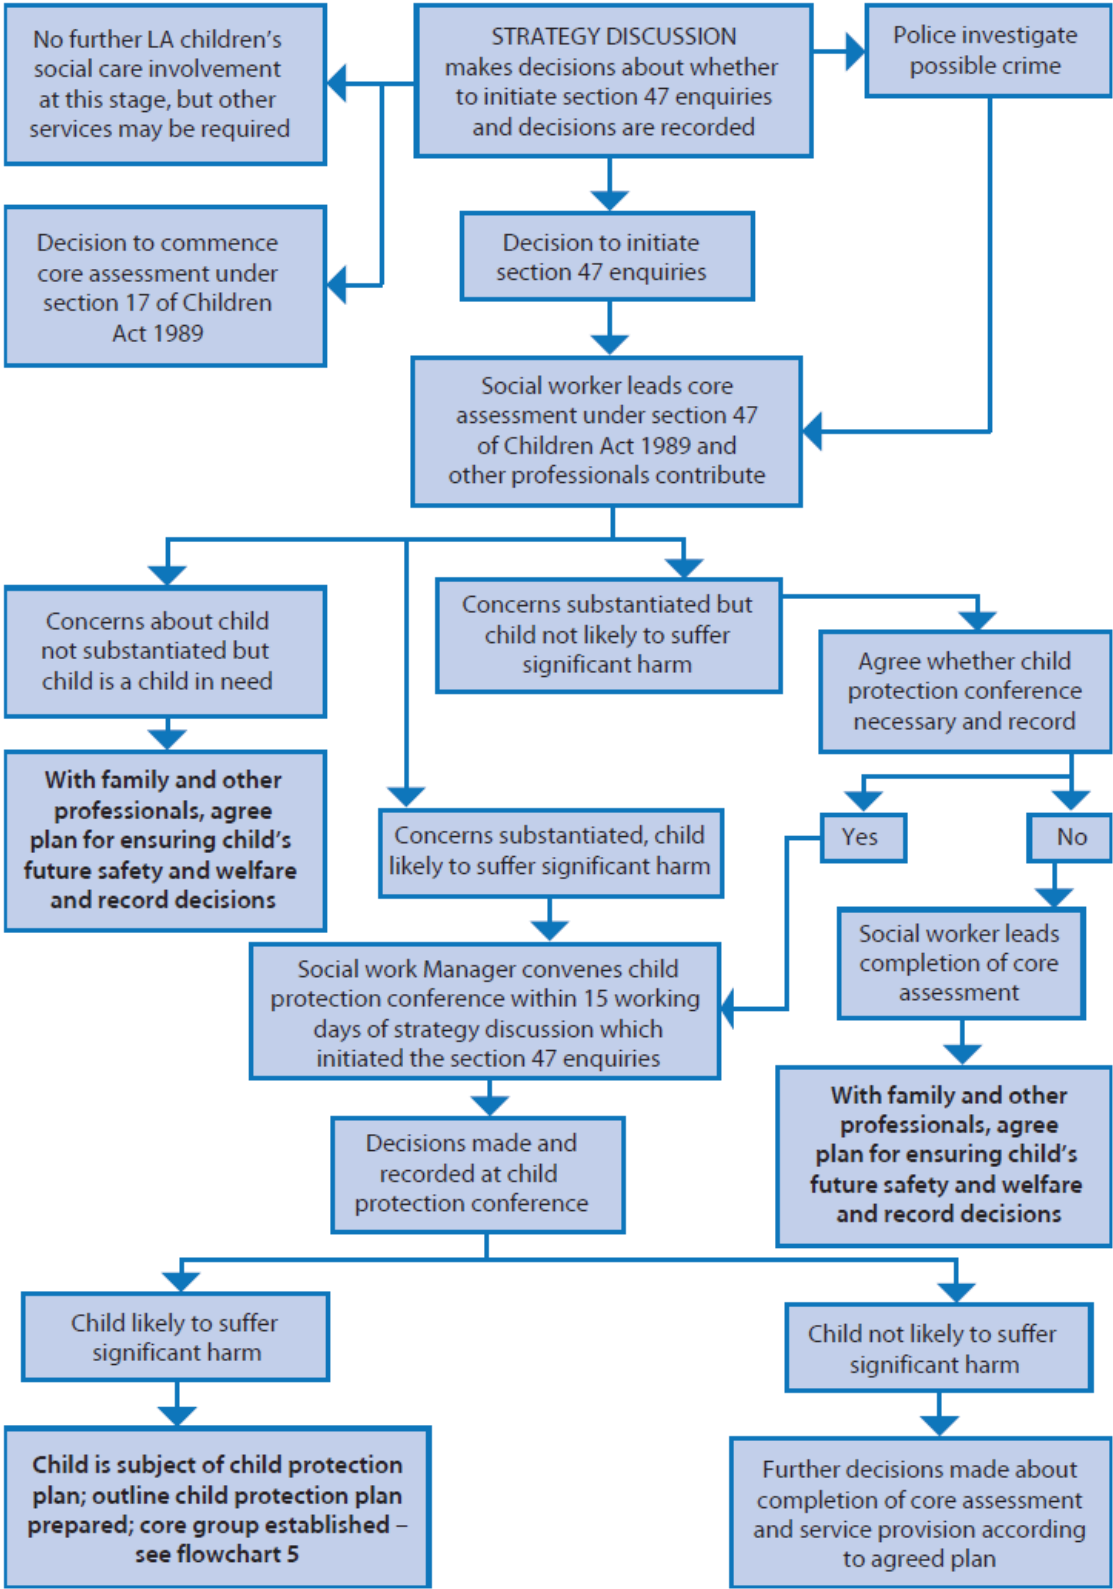 No further LA children's
social care involvement
at this stage, but other
services may be required
STRATEGY DISCUSSION
makes decisions about whether
to initiate section 47 enquiries
and decisions are recorded
Police investigate
possible crime
Decision to commence
core assessment under
section 17 of Children
Act 1989
Decision to initiate
section 47 enquiries
Social worker leads core
assessment under section 47
of Children Act 1989 and
other professionals contribute
Concerns about child
not substantiated but
child is a child in need
Concerns substantiated but
child not likely to suffer
significant harm
Agree whether child
protection conference
necessary and record
With family and other
professionals, agree
plan for ensuring child's
future safety and welfare
and record decisions
Concerns substantiated, child
likely to suffer significant harm
Yes
No
Social worker leads
completion of core
assessment
Social work Manager convenes child
protection conference within 15 working
days of strategy discussion which
initiated the section 47 enquiries
With family and other
professionals, agree
plan for ensuring child's
future safety and welfare
and record decisions
Decisions made and
recorded at child
protection conference
Child likely to suffer
significant harm
Child not likely to suffer
significant harm
Child is subject of child protection
plan; outline child protection plan
prepared; core group established –
see flowchart 5
Further decisions made about
completion of core assessment
and service provision according
to agreed plan